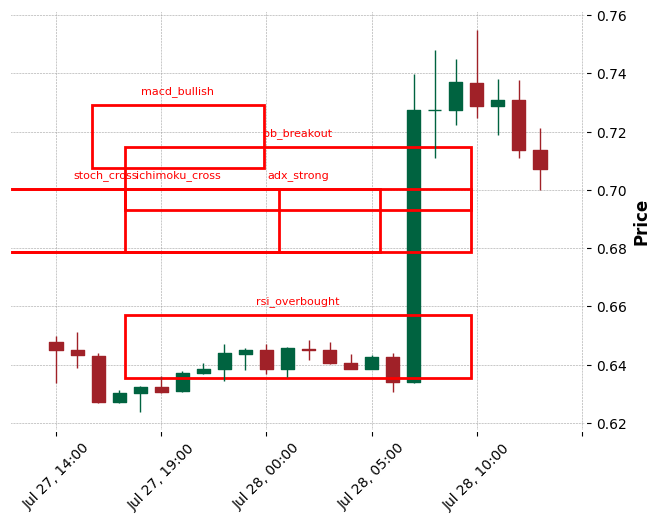 0.76
0.74
macd_bullish
0.72
bb_breakout
stoch_cross
ichimoku_cross
adx_strong
0.70
Price
0.68
0.66
rsi_overbought
0.64
0.62
Jul 27, 14:00
Jul 27, 19:00
Jul 28, 00:00
Jul 28, 05:00
Jul 28, 10:00